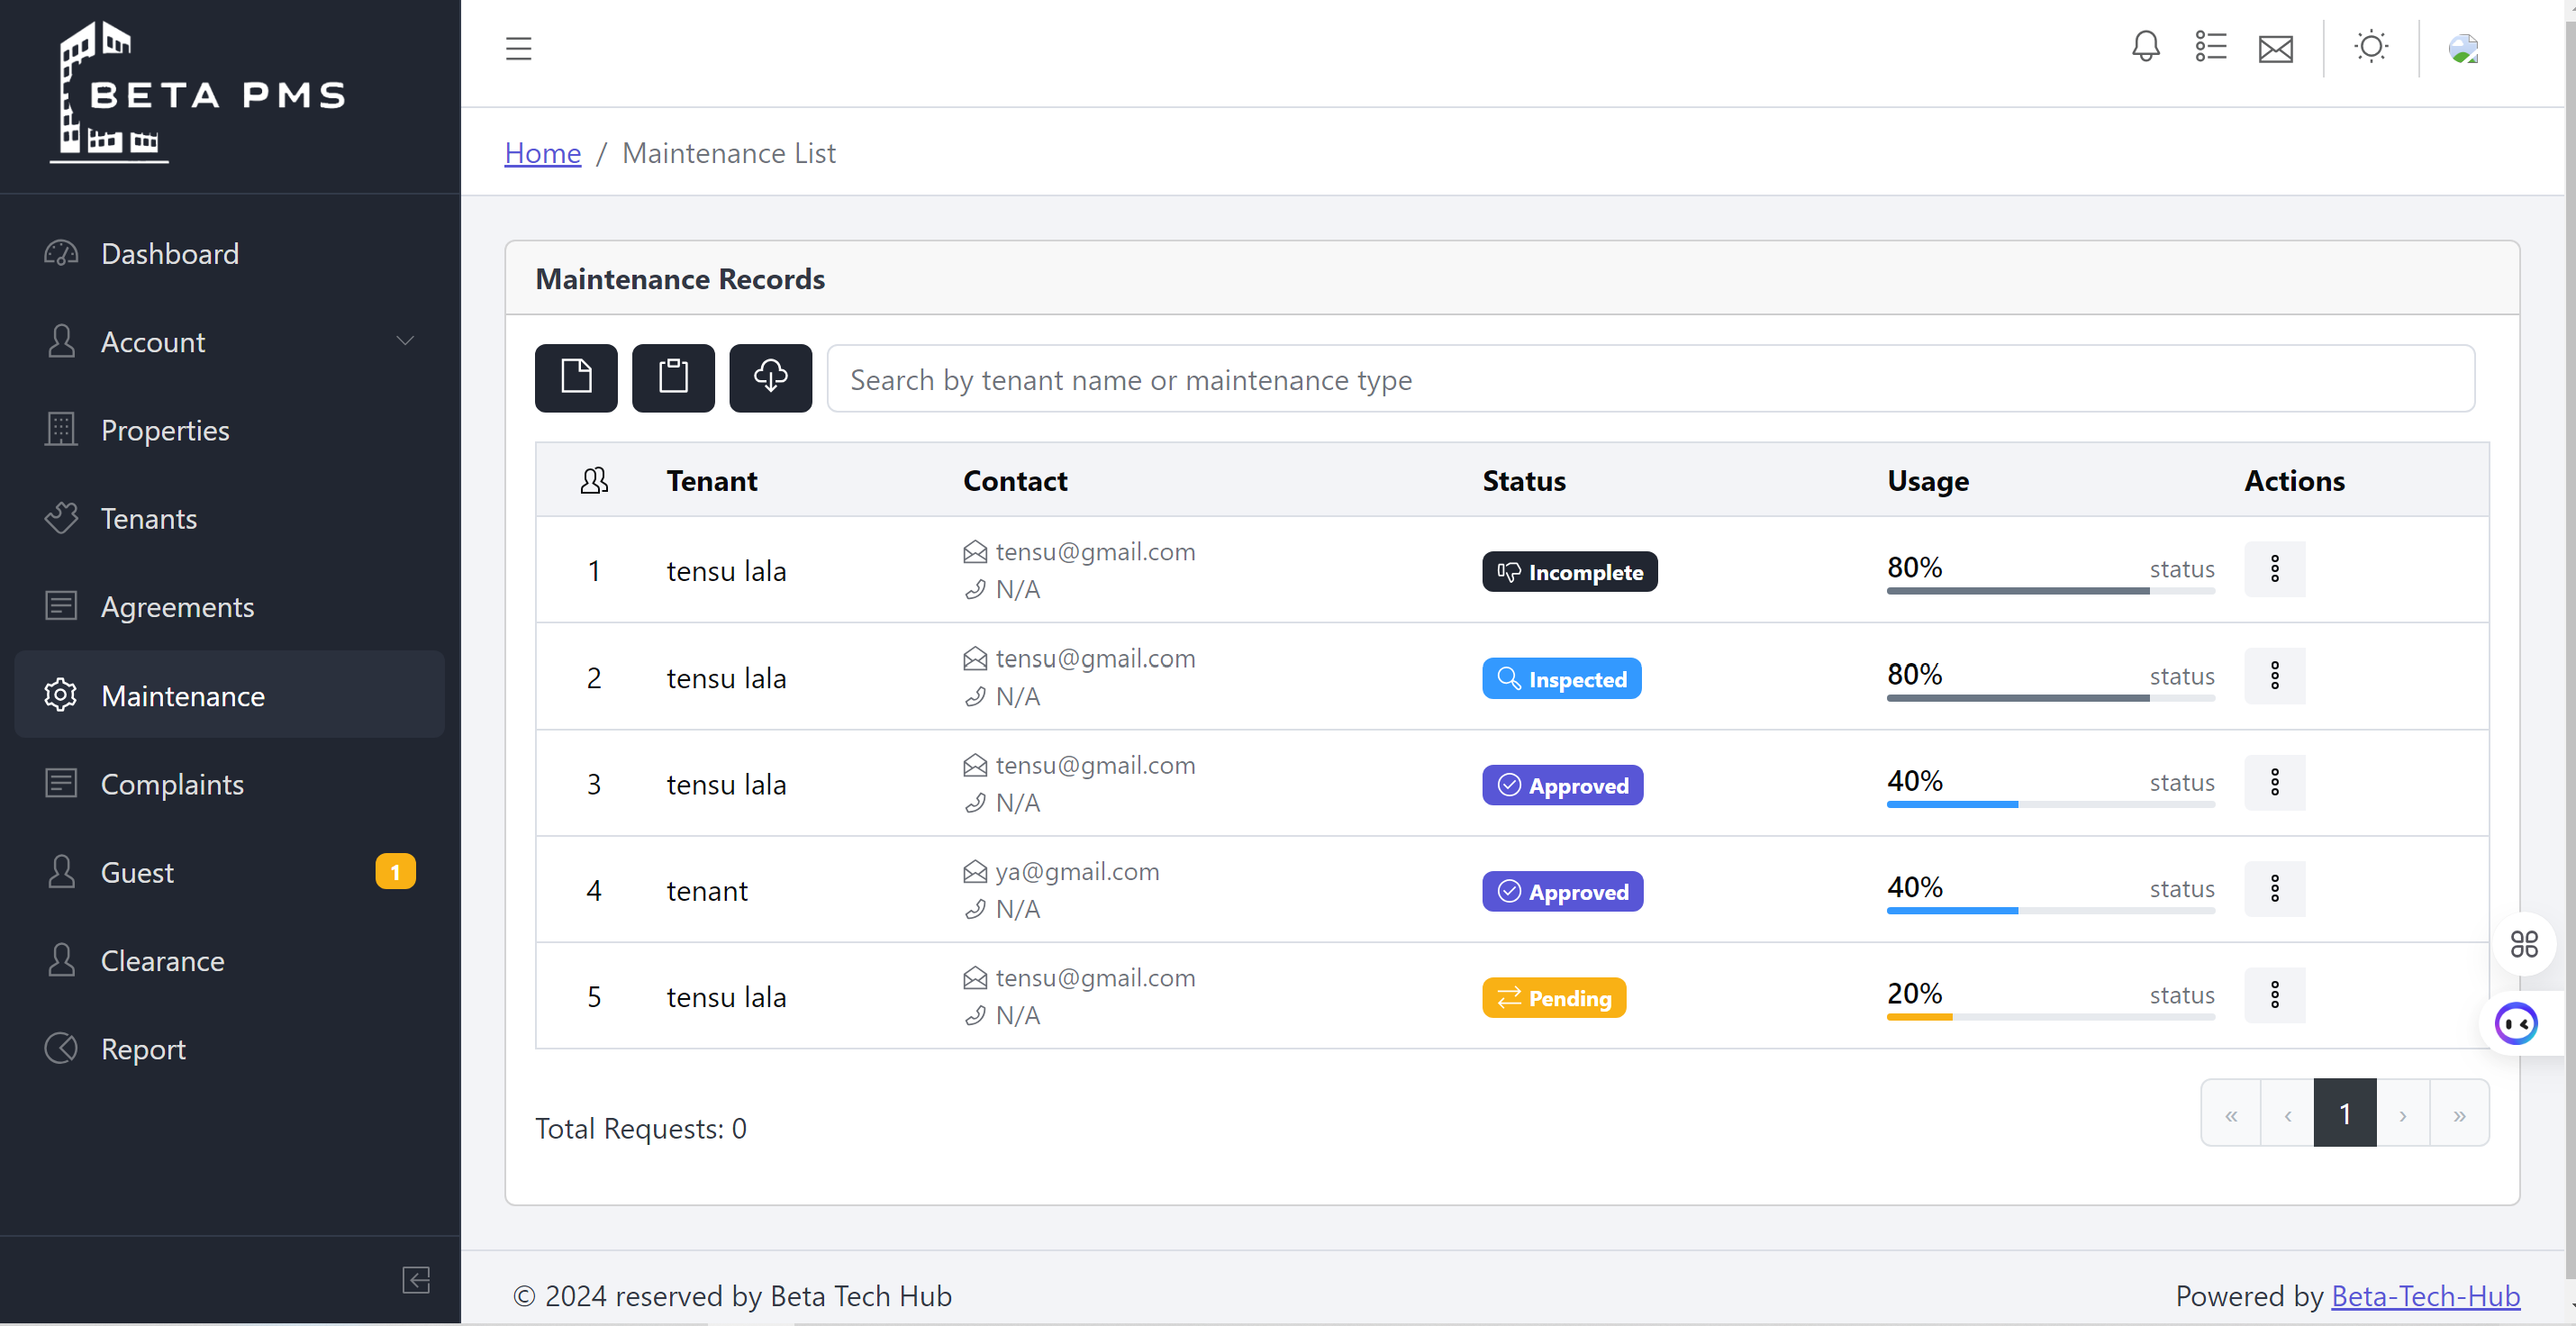 BETA PMS
Dashboard
Account
Properties
Tenants
Agreements
Maintenance
Complaints
Guest 1
Clearance
Report
Home / Maintenance List
Maintenance Records
Search by tenant name or maintenance type
Tenant Contact Status Usage Actions
1 tensu lala tensu@gmail.com N/A Incomplete 80% status
2 tensu lala tensu@gmail.com N/A Inspected 80% status
3 tensu lala tensu@gmail.com N/A Approved 40% status
4 tenant ya@gmail.com N/A Approved 40% status
5 tensu lala tensu@gmail.com N/A Pending 20% status
Total Requests: 0
« ‹ 1 › »
© 2024 reserved by Beta Tech Hub
Powered by Beta-Tech-Hub